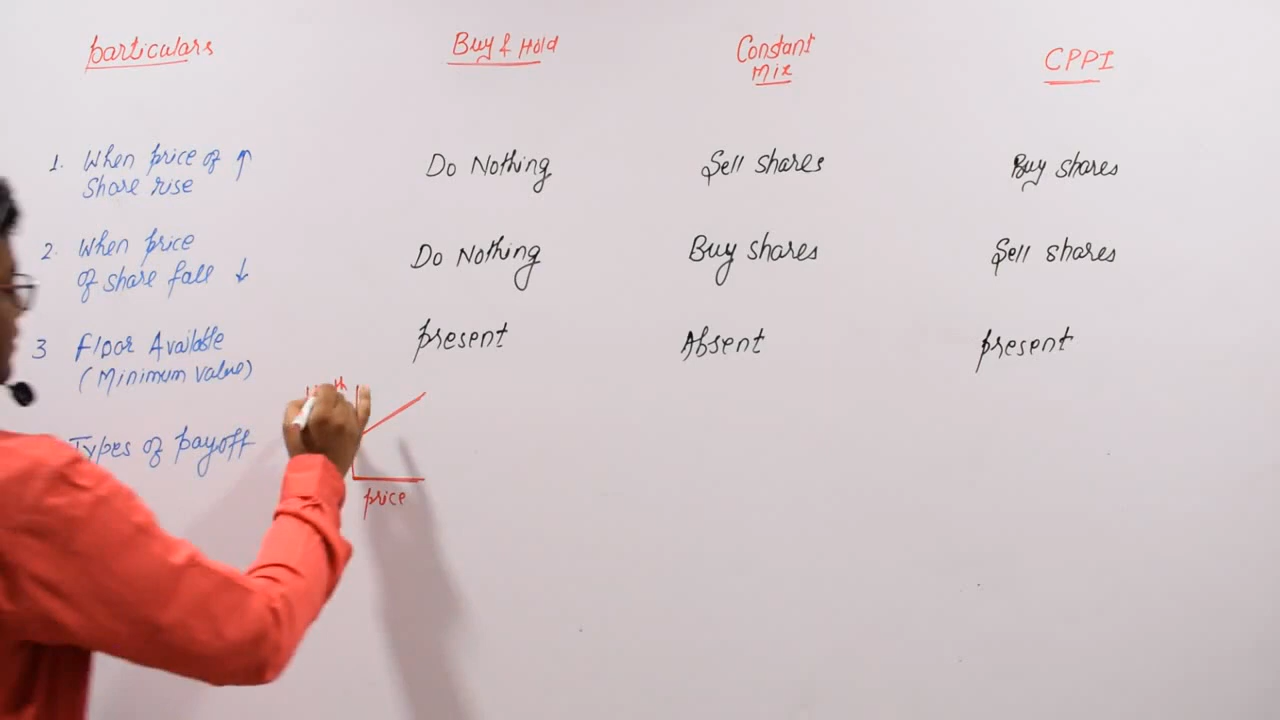 Particulars
Buy & Hold
Constant
Mix
CPPI
1. When price of ↑
share rise
Do Nothing
Sell shares
Buy shares
2. When price
of share fall ↓
Do Nothing
Buy shares
Sell shares
3 Floor Available
(Minimum value)
present
Absent
present
Types of payoff
price